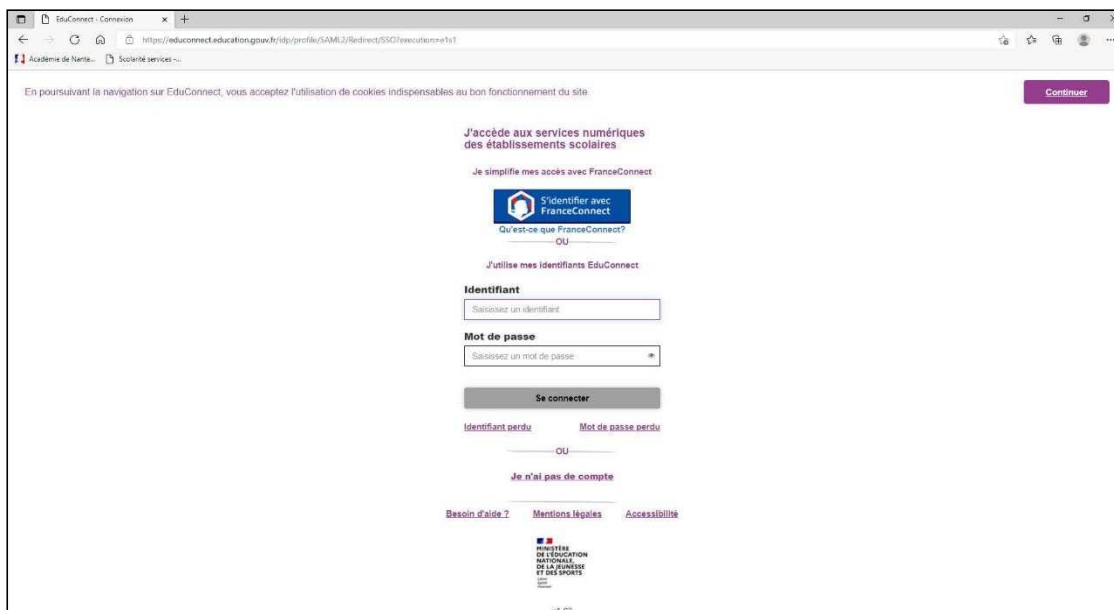 EduConnect - Connexion
https://educonnect.education.gouv.fr/idp/profile/SAML2/Redirect/SSO?execution=e1s1
Académie de Nante...
Scolarité services -...
En poursuivant la navigation sur EduConnect, vous acceptez l'utilisation de cookies indispensables au bon fonctionnement du site.
Continuer
J'accède aux services numériques
des établissements scolaires
Je simplifie mes accès avec FranceConnect
S'identifier avec
FranceConnect
Qu'est-ce que FranceConnect?
OU
J'utilise mes identifiants EduConnect
Identifiant
Saisissez un identifiant
Mot de passe
Saisissez un mot de passe
Se connecter
Identifiant perdu Mot de passe perdu
OU
Je n'ai pas de compte
Besoin d'aide ? Mentions légales Accessibilité
MINISTÈRE
DE L'ÉDUCATION
NATIONALE,
DE LA JEUNESSE
ET DES SPORTS
Liberté
Égalité
Fraternité